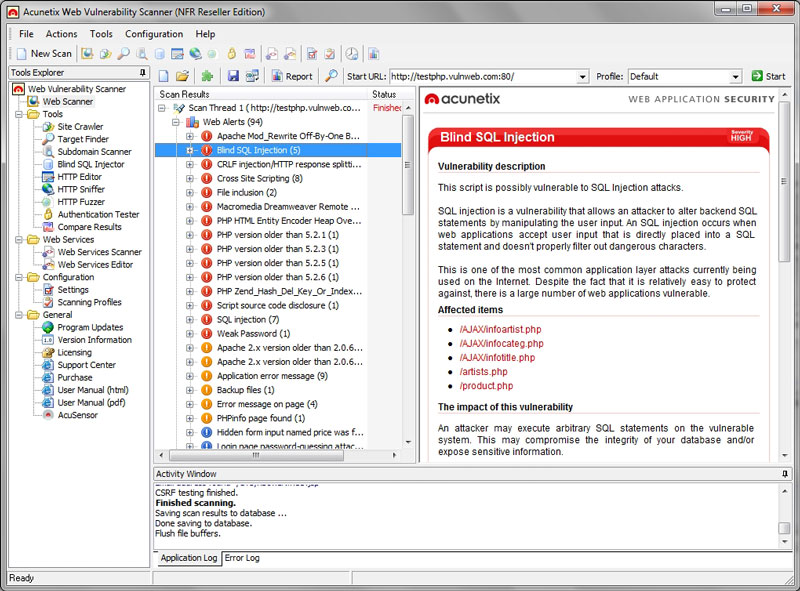 Acunetix Web Vulnerability Scanner (NFR Reseller Edition)
File Actions Tools Configuration Help
New Scan
Tools Explorer
Web Vulnerability Scanner
Web Scanner
Tools
Site Crawler
Target Finder
Subdomain Scanner
Blind SQL Injector
HTTP Editor
HTTP Sniffer
HTTP Fuzzer
Authentication Tester
Compare Results
Web Services
Web Services Scanner
Web Services Editor
Configuration
Settings
Scanning Profiles
General
Program Updates
Version Information
Licensing
Support Center
Purchase
User Manual (html)
User Manual (pdf)
AcuSensor
Report Start URL: http://testphp.vulnweb.com:80/ Profile: Default Start
Scan Results Status
Scan Thread 1 ( http://testphp.vulnweb.co... Finished
Web Alerts (94)
Apache Mod_Rewrite Off-By-One B...
Blind SQL Injection (5)
CRLF injection/HTTP response splitti...
Cross Site Scripting (8)
File inclusion (2)
Macromedia Dreamweaver Remote ...
PHP HTML Entity Encoder Heap Ove...
PHP version older than 5.2.1 (1)
PHP version older than 5.2.3 (1)
PHP version older than 5.2.5 (1)
PHP version older than 5.2.6 (1)
PHP Zend_Hash_Del_Key_Or_Index...
Script source code disclosure (1)
SQL injection (7)
Weak Password (1)
Apache 2.x version older than 2.0.6...
Apache 2.x version older than 2.0.6...
Application error message (9)
Backup files (1)
Error message on page (4)
PHPinfo page found (1)
Hidden form input named price was f...
Login page password-guessing attac...
acunetix WEB APPLICATION SECURITY
Blind SQL Injection Severity
HIGH
Vulnerability description
This script is possibly vulnerable to SQL Injection attacks.
SQL injection is a vulnerability that allows an attacker to alter backend SQL
statements by manipulating the user input. An SQL injection occurs when
web applications accept user input that is directly placed into a SQL
statement and doesn't properly filter out dangerous characters.
This is one of the most common application layer attacks currently being
used on the Internet. Despite the fact that it is relatively easy to protect
against, there is a large number of web applications vulnerable.
Affected items
/AJAX/infoartist.php
/AJAX/infocateg.php
/AJAX/infotitle.php
/artists.php
/product.php
The impact of this vulnerability
An attacker may execute arbitrary SQL statements on the vulnerable
system. This may compromise the integrity of your database and/or
expose sensitive information.
Activity Window
CSRF testing finished.
Finished scanning.
Saving scan results to database ...
Done saving to database.
Flush file buffers.
Application Log Error Log
Ready